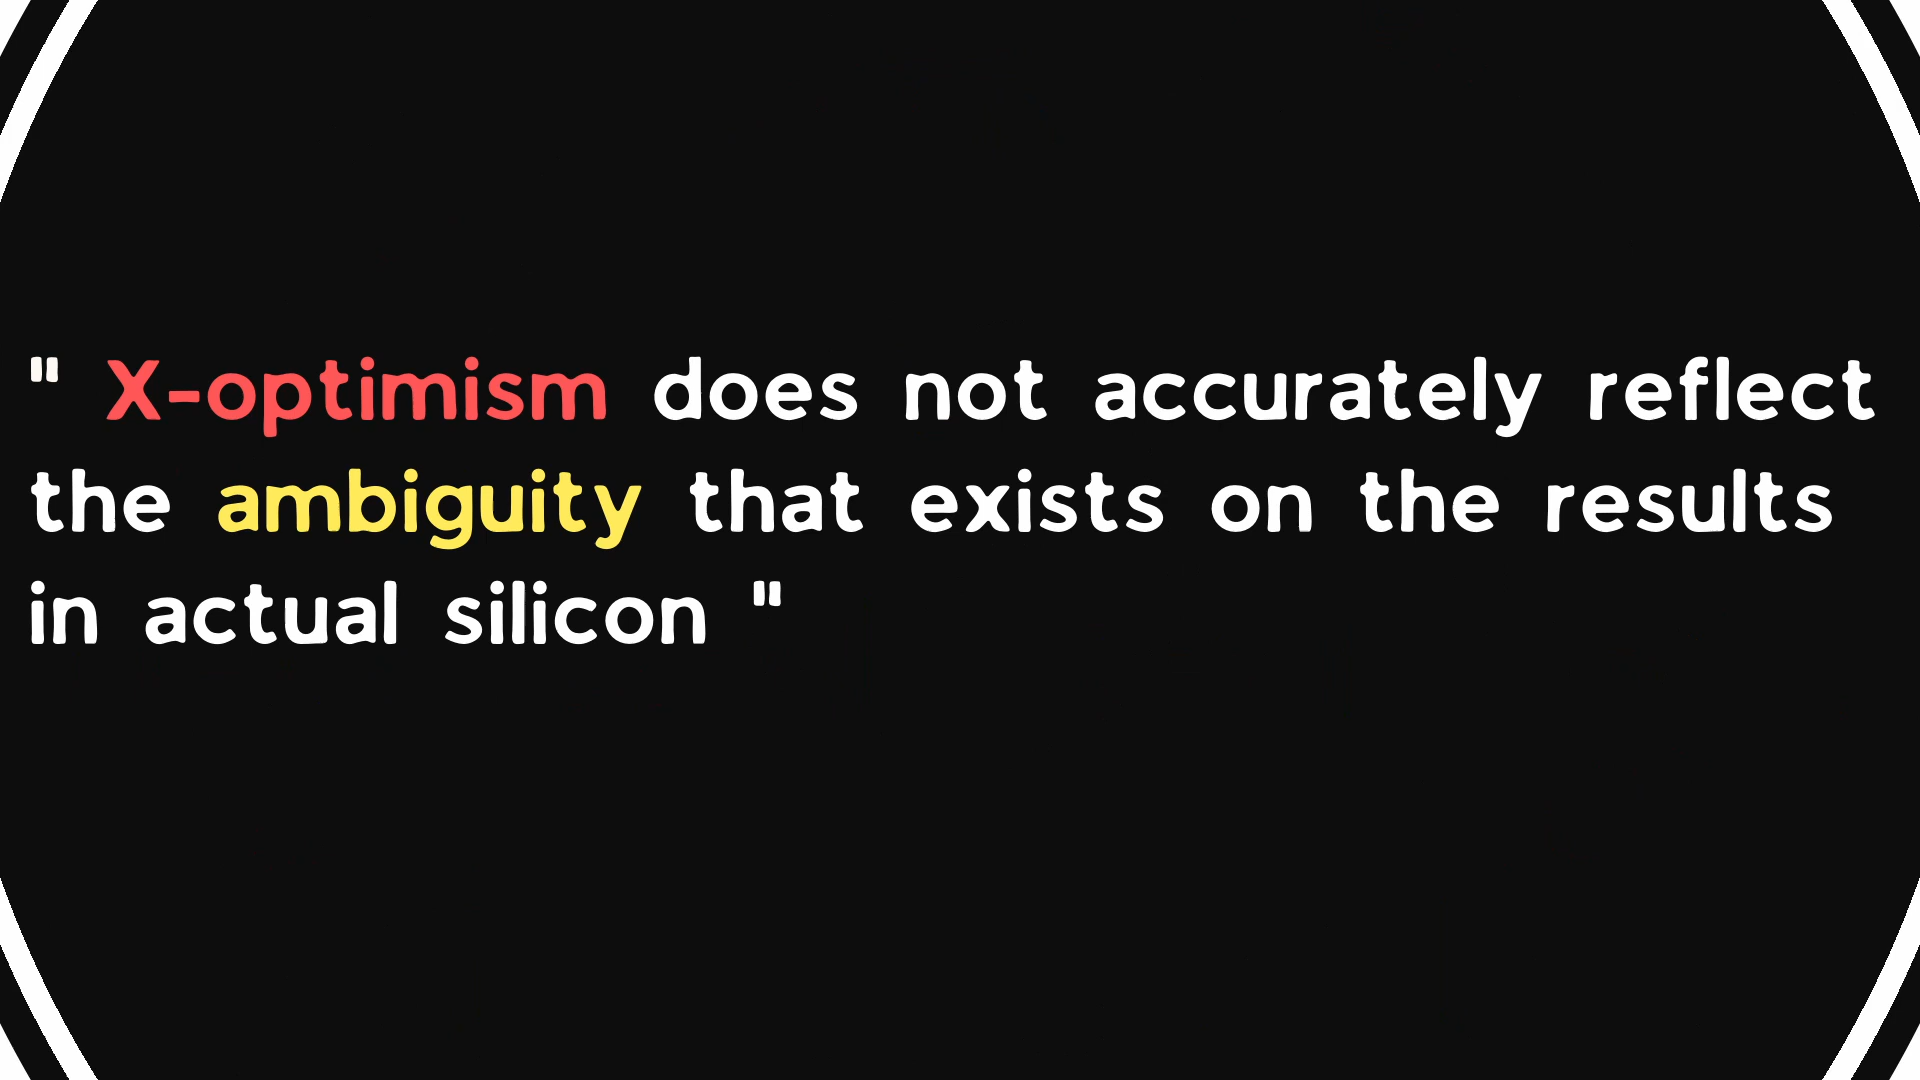 " X-optimism does not accurately reflect
the ambiguity that exists on the results
in actual silicon "